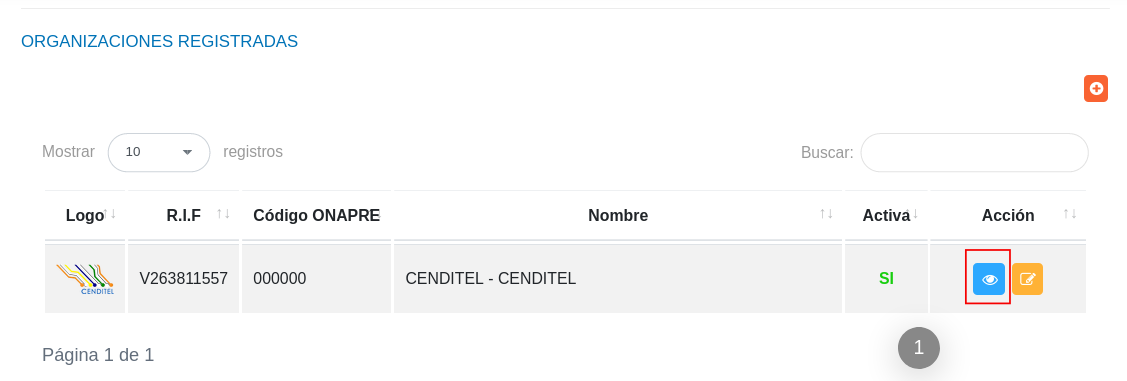 ORGANIZACIONES REGISTRADAS
Mostrar 10 registros Buscar:
Logo R.I.F Código ONAPRE Nombre Activa Acción
CENDITEL V263811557 000000 CENDITEL - CENDITEL SI
Página 1 de 1 1